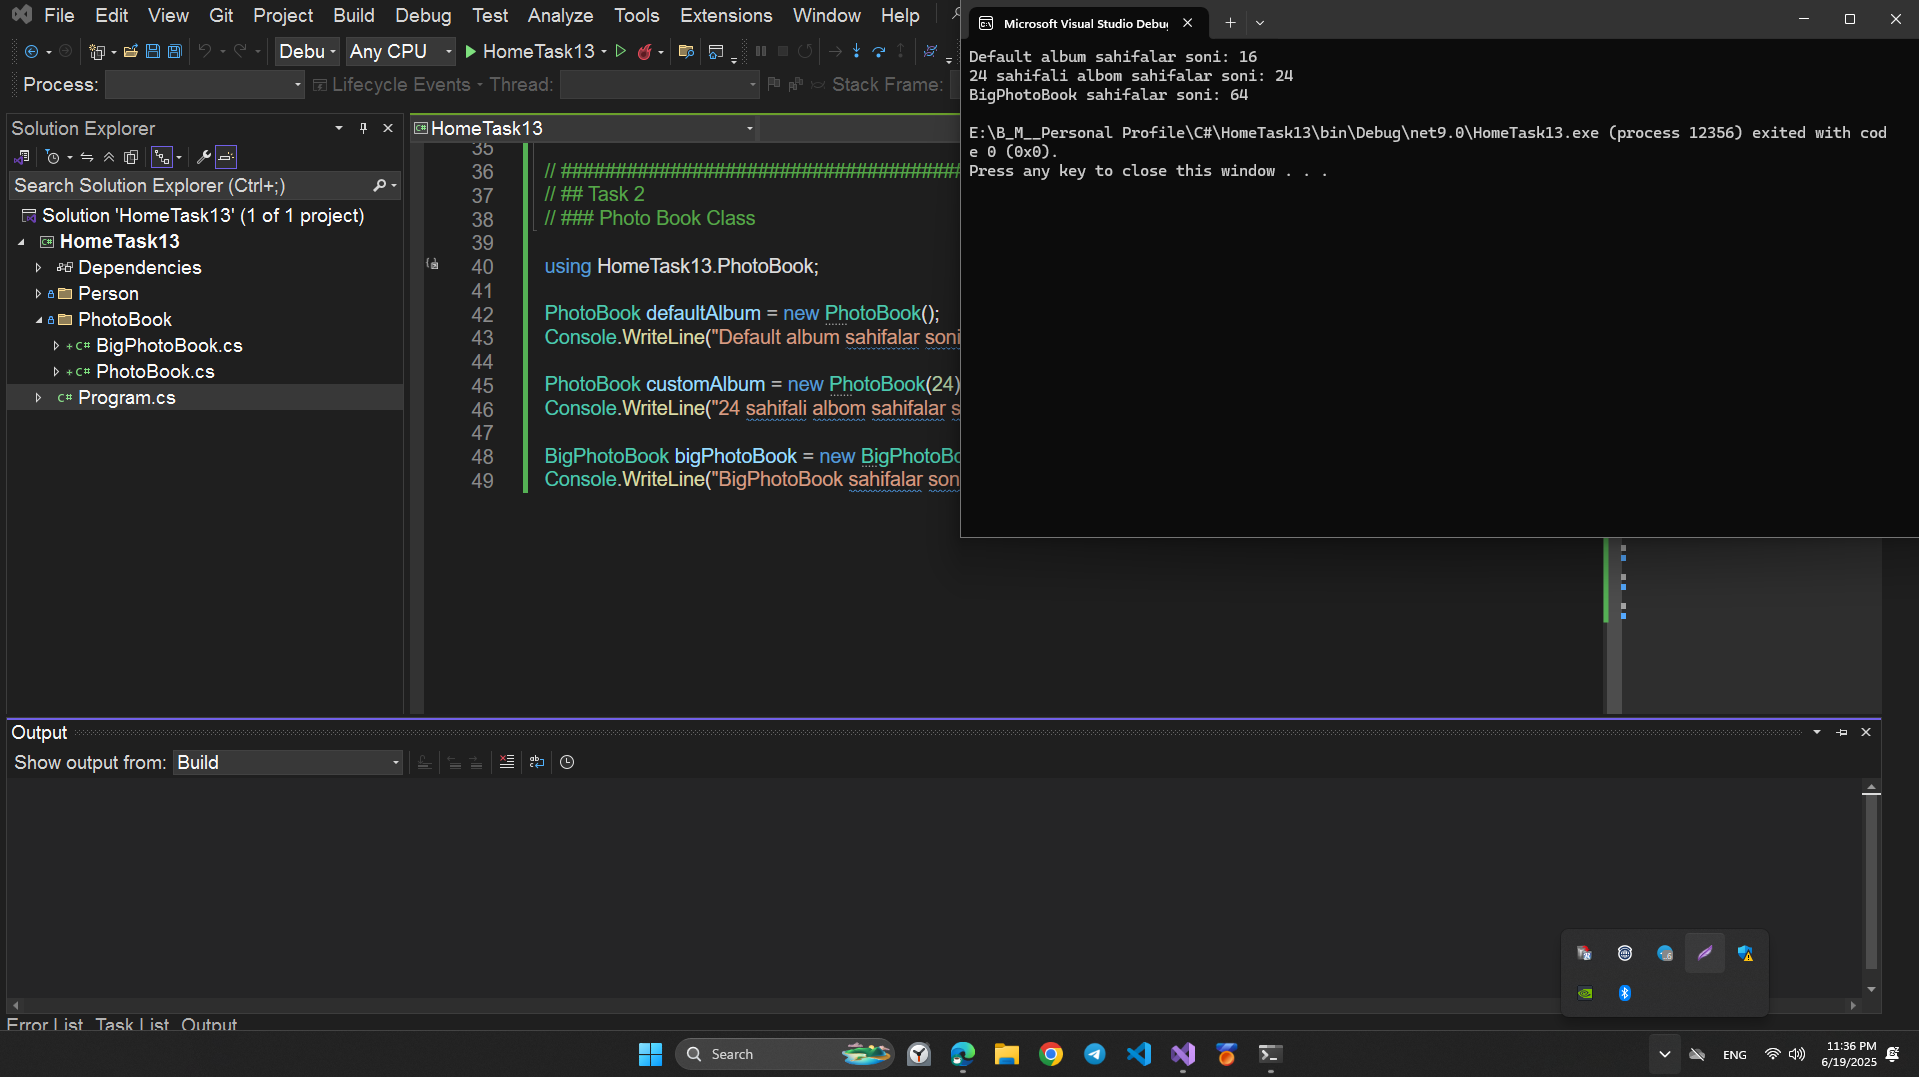 File Edit View Git Project Build Debug Test Analyze Tools Extensions Window Help
Debu Any CPU HomeTask13
Process: Lifecycle Events Thread: Stack Frame:
Solution Explorer
Search Solution Explorer (Ctrl+;)
Solution 'HomeTask13' (1 of 1 project)
HomeTask13
Dependencies
Person
PhotoBook
BigPhotoBook.cs
PhotoBook.cs
Program.cs
HomeTask13
35
36 // #####################################
37 // ## Task 2
38 // ### Photo Book Class
39
40 using HomeTask13.PhotoBook;
41
42 PhotoBook defaultAlbum = new PhotoBook();
43 Console.WriteLine("Default album sahifalar soni
44
45 PhotoBook customAlbum = new PhotoBook(24)
46 Console.WriteLine("24 sahifali albom sahifalar s
47
48 BigPhotoBook bigPhotoBook = new BigPhotoBo
49 Console.WriteLine("BigPhotoBook sahifalar son
Microsoft Visual Studio Debug
Default album sahifalar soni: 16
24 sahifali albom sahifalar soni: 24
BigPhotoBook sahifalar soni: 64
E:\B_M__Personal Profile\C#\HomeTask13\bin\Debug\net9.0\HomeTask13.exe (process 12356) exited with cod
e 0 (0x0).
Press any key to close this window . . .
Output
Show output from: Build
Error List Task List Output
Search
ENG
11:36 PM
6/19/2025